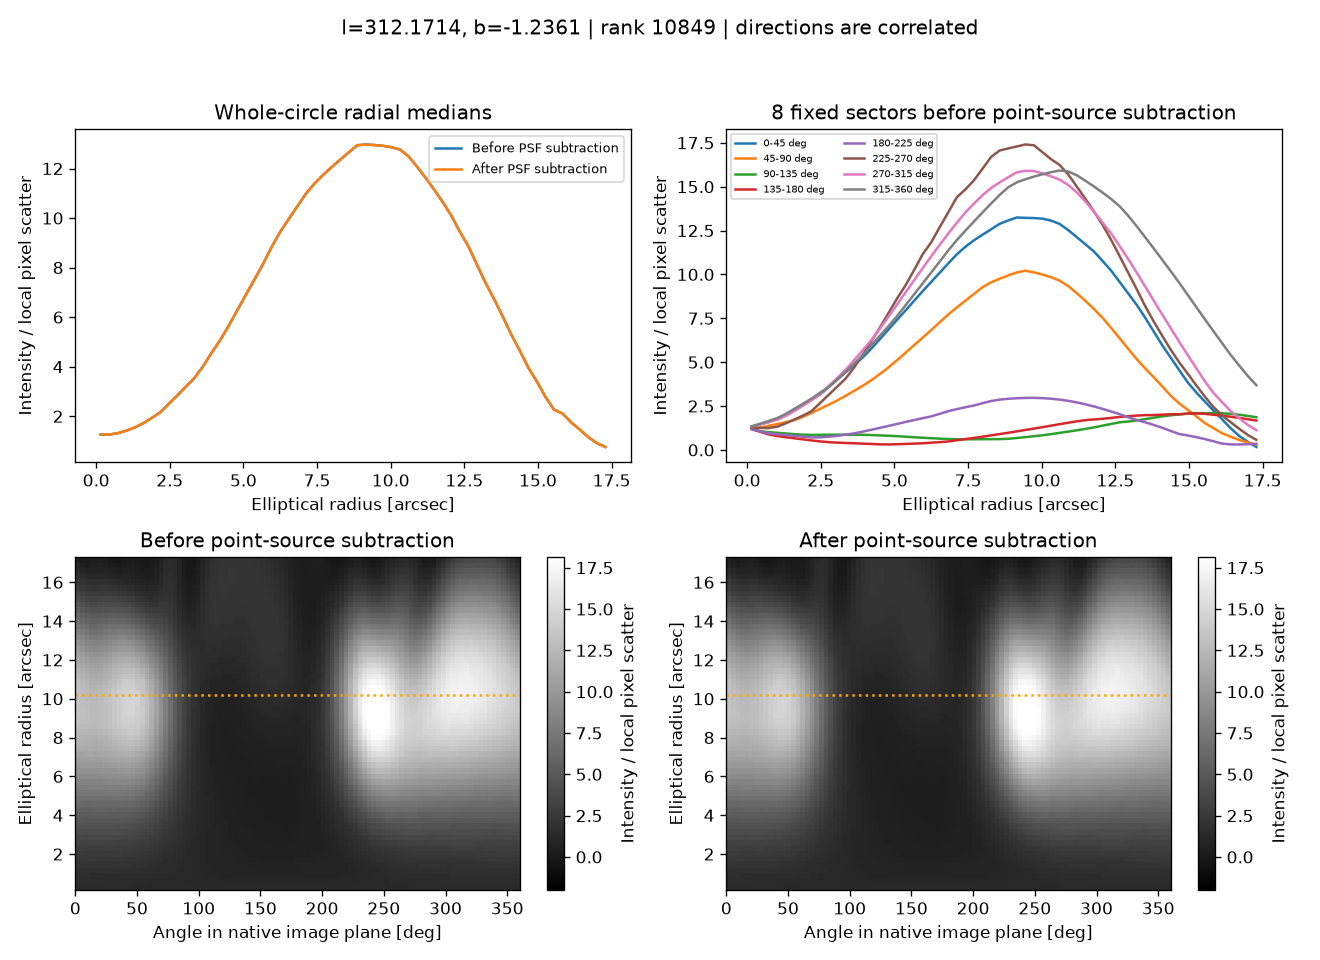 l=312.1714, b=-1.2361 | rank 10849 | directions are correlated
Whole-circle radial medians
Before PSF subtraction
After PSF subtraction
Intensity / local pixel scatter
12
10
8
6
4
2
0.0 2.5 5.0 7.5 10.0 12.5 15.0 17.5
Elliptical radius [arcsec]
8 fixed sectors before point-source subtraction
0-45 deg
45-90 deg
90-135 deg
135-180 deg
180-225 deg
225-270 deg
270-315 deg
315-360 deg
Intensity / local pixel scatter
17.5
15.0
12.5
10.0
7.5
5.0
2.5
0.0
0.0 2.5 5.0 7.5 10.0 12.5 15.0 17.5
Elliptical radius [arcsec]
Before point-source subtraction
Elliptical radius [arcsec]
16
14
12
10
8
6
4
2
0 50 100 150 200 250 300 350
Angle in native image plane [deg]
17.5
15.0
12.5
10.0
7.5
5.0
2.5
0.0
Intensity / local pixel scatter
After point-source subtraction
Elliptical radius [arcsec]
16
14
12
10
8
6
4
2
0 50 100 150 200 250 300 350
Angle in native image plane [deg]
17.5
15.0
12.5
10.0
7.5
5.0
2.5
0.0
Intensity / local pixel scatter